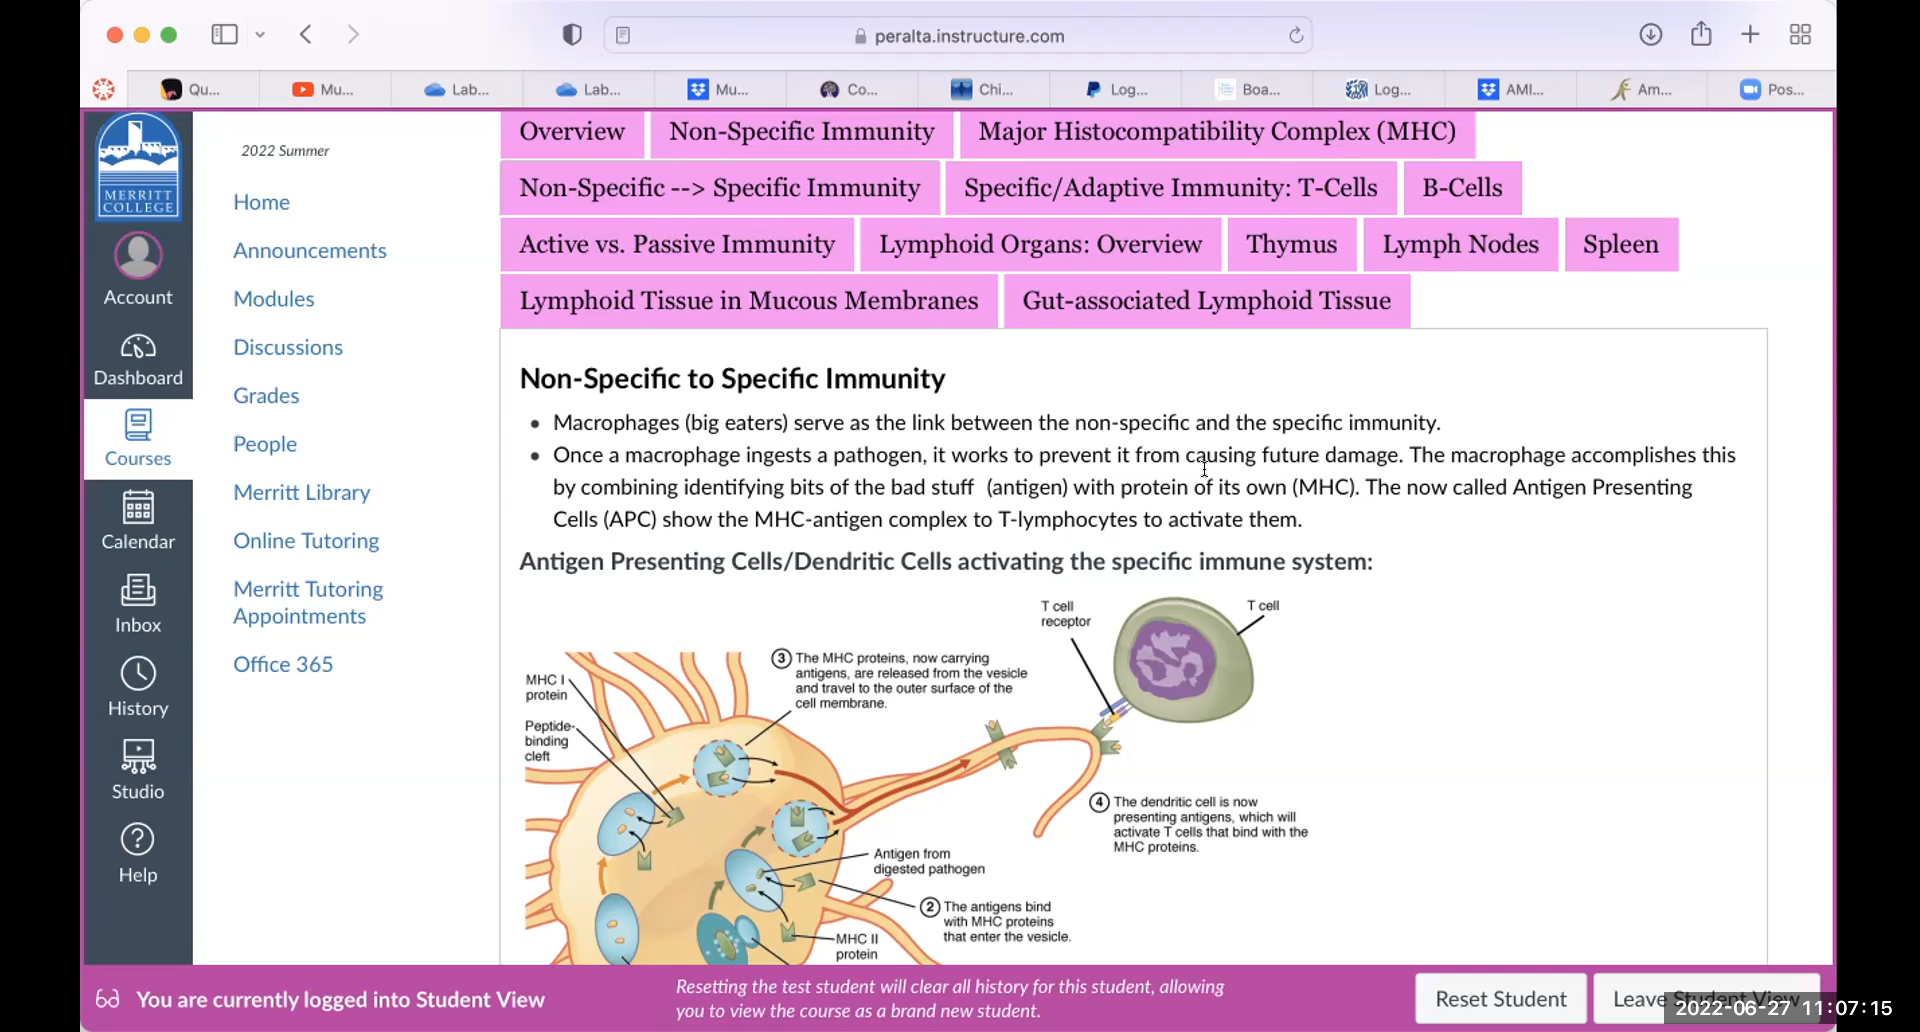 peralta.instructure.com
Qu...
Mu...
Lab...
Lab...
Mu...
Co...
Chi...
Log...
Boa...
Log...
AMI...
Am...
Pos...
MERRITT
COLLEGE
Account
Dashboard
Courses
Calendar
Inbox
History
Studio
Help
2022 Summer
Home
Announcements
Modules
Discussions
Grades
People
Merritt Library
Online Tutoring
Merritt Tutoring
Appointments
Office 365
Overview
Non-Specific Immunity
Major Histocompatibility Complex (MHC)
Non-Specific --> Specific Immunity
Specific/Adaptive Immunity: T-Cells
B-Cells
Active vs. Passive Immunity
Lymphoid Organs: Overview
Thymus
Lymph Nodes
Spleen
Lymphoid Tissue in Mucous Membranes
Gut-associated Lymphoid Tissue
Non-Specific to Specific Immunity
• Macrophages (big eaters) serve as the link between the non-specific and the specific immunity.
• Once a macrophage ingests a pathogen, it works to prevent it from causing future damage. The macrophage accomplishes this
by combining identifying bits of the bad stuff (antigen) with protein of its own (MHC). The now called Antigen Presenting
Cells (APC) show the MHC-antigen complex to T-lymphocytes to activate them.
Antigen Presenting Cells/Dendritic Cells activating the specific immune system:
T cell
receptor
T cell
3 The MHC proteins, now carrying
antigens, are released from the vesicle
and travel to the outer surface of the
cell membrane.
MHC I
protein
Peptide-
binding
cleft
4 The dendritic cell is now
presenting antigens, which will
activate T cells that bind with the
MHC proteins.
Antigen from
digested pathogen
2 The antigens bind
with MHC proteins
that enter the vesicle.
MHC II
protein
You are currently logged into Student View
Resetting the test student will clear all history for this student, allowing
you to view the course as a brand new student.
Reset Student
Leave Student View
2022-06-27 11:07:15